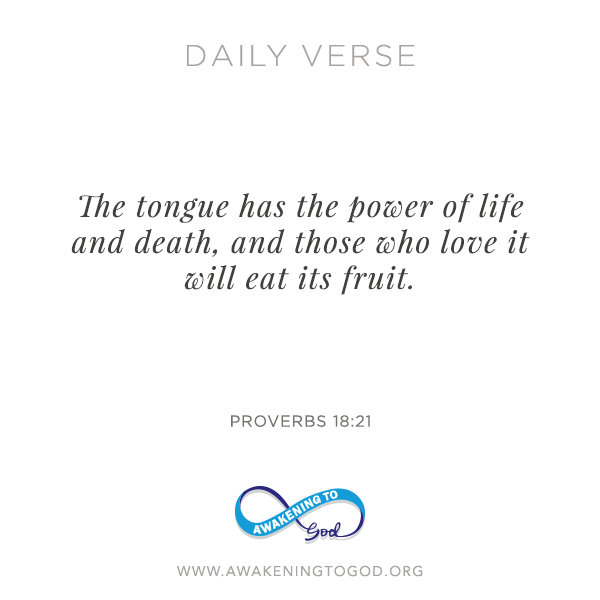 DAILY VERSE
The tongue has the power of life
and death, and those who love it
will eat its fruit.
PROVERBS 18:21
AWAKENING TO
God
WWW.AWAKENINGTOGOD.ORG